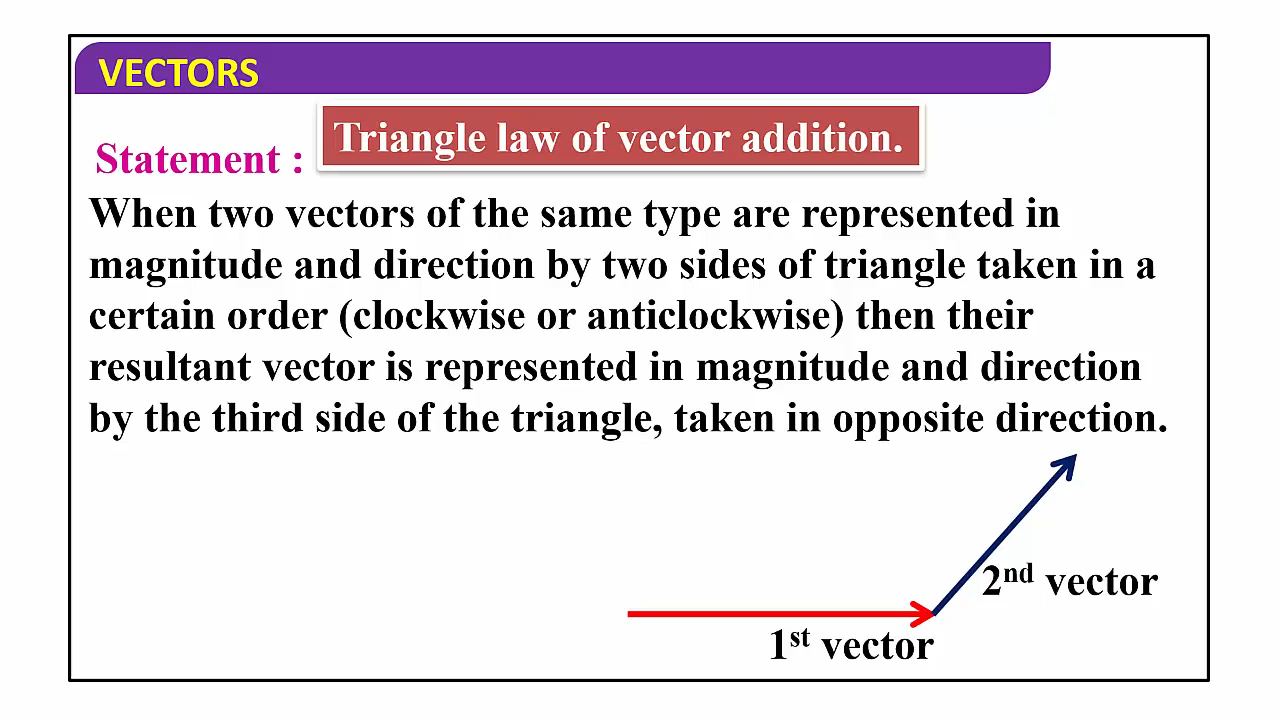 VECTORS
Triangle law of vector addition.
Statement :
When two vectors of the same type are represented in
magnitude and direction by two sides of triangle taken in a
certain order (clockwise or anticlockwise) then their
resultant vector is represented in magnitude and direction
by the third side of the triangle, taken in opposite direction.
2nd vector
1st vector